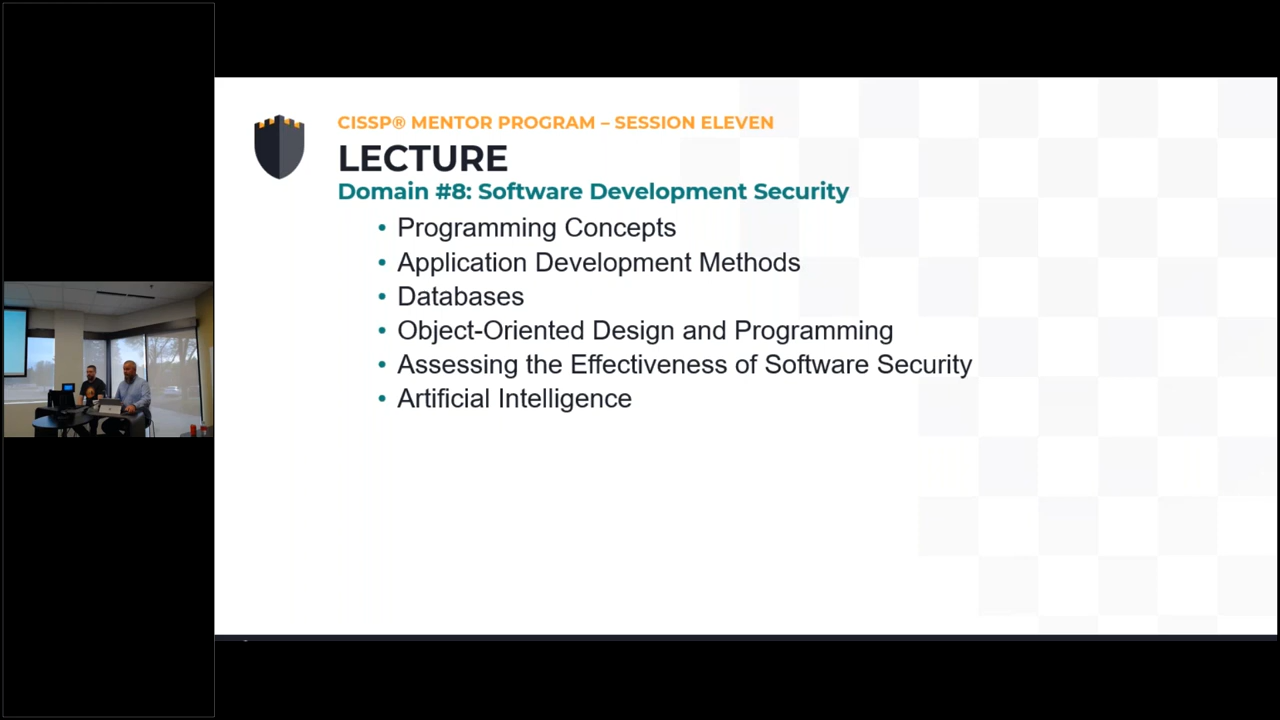 CISSP® MENTOR PROGRAM – SESSION ELEVEN
LECTURE
Domain #8: Software Development Security
• Programming Concepts
• Application Development Methods
• Databases
• Object-Oriented Design and Programming
• Assessing the Effectiveness of Software Security
• Artificial Intelligence